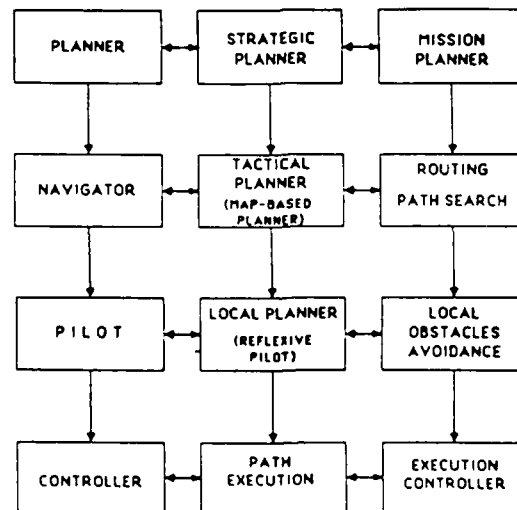 PLANNER
STRATEGIC
PLANNER
MISSION
PLANNER
NAVIGATOR
TACTICAL
PLANNER
(MAP-BASED
PLANNER)
ROUTING
PATH SEARCH
PILOT
LOCAL PLANNER
(REFLEXIVE
PILOT)
LOCAL
OBSTACLES
AVOIDANCE
CONTROLLER
PATH
EXECUTION
EXECUTION
CONTROLLER